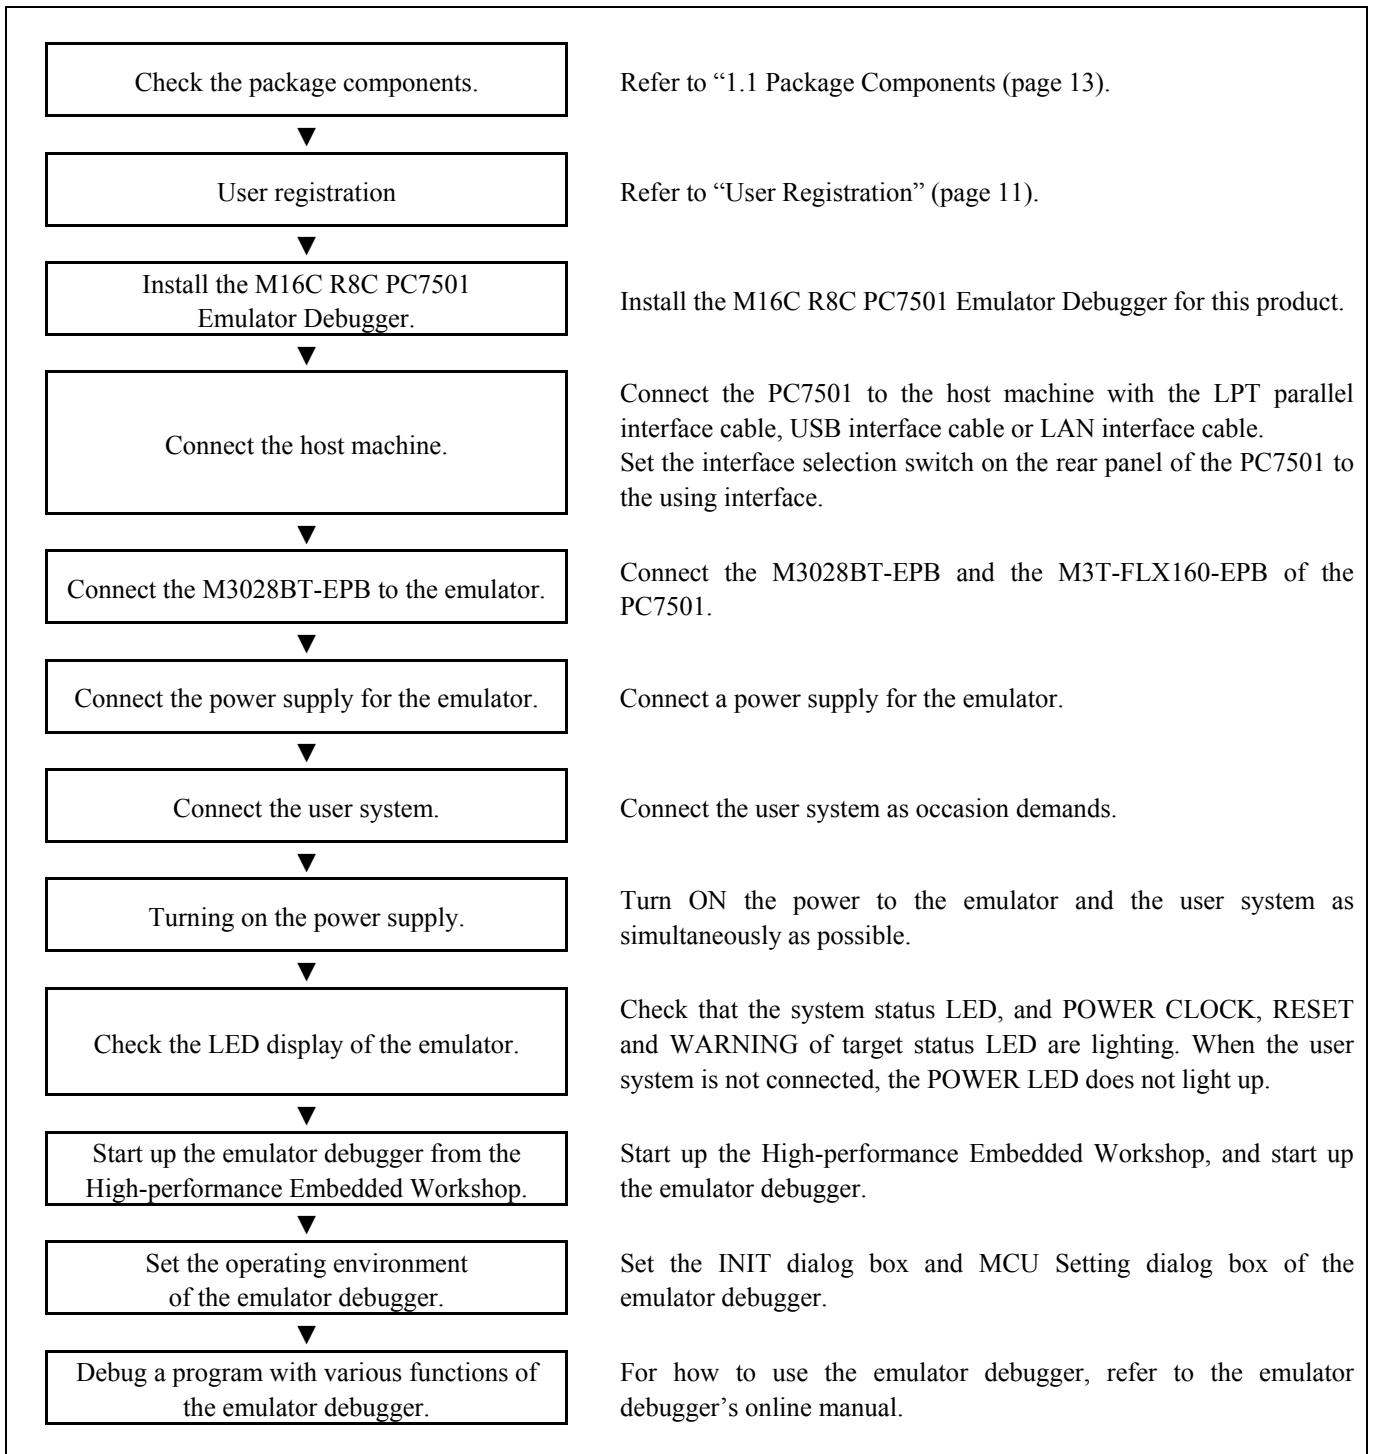 Check the package components.
Refer to “1.1 Package Components (page 13).
▼
User registration
Refer to “User Registration” (page 11).
▼
Install the M16C R8C PC7501
Emulator Debugger.
Install the M16C R8C PC7501 Emulator Debugger for this product.
▼
Connect the host machine.
Connect the PC7501 to the host machine with the LPT parallel
interface cable, USB interface cable or LAN interface cable.
Set the interface selection switch on the rear panel of the PC7501 to
the using interface.
▼
Connect the M3028BT-EPB to the emulator.
Connect the M3028BT-EPB and the M3T-FLX160-EPB of the
PC7501.
▼
Connect the power supply for the emulator.
Connect a power supply for the emulator.
▼
Connect the user system.
Connect the user system as occasion demands.
▼
Turning on the power supply.
Turn ON the power to the emulator and the user system as
simultaneously as possible.
▼
Check the LED display of the emulator.
Check that the system status LED, and POWER CLOCK, RESET
and WARNING of target status LED are lighting. When the user
system is not connected, the POWER LED does not light up.
▼
Start up the emulator debugger from the
High-performance Embedded Workshop.
Start up the High-performance Embedded Workshop, and start up
the emulator debugger.
▼
Set the operating environment
of the emulator debugger.
Set the INIT dialog box and MCU Setting dialog box of the
emulator debugger.
▼
Debug a program with various functions of
the emulator debugger.
For how to use the emulator debugger, refer to the emulator
debugger’s online manual.